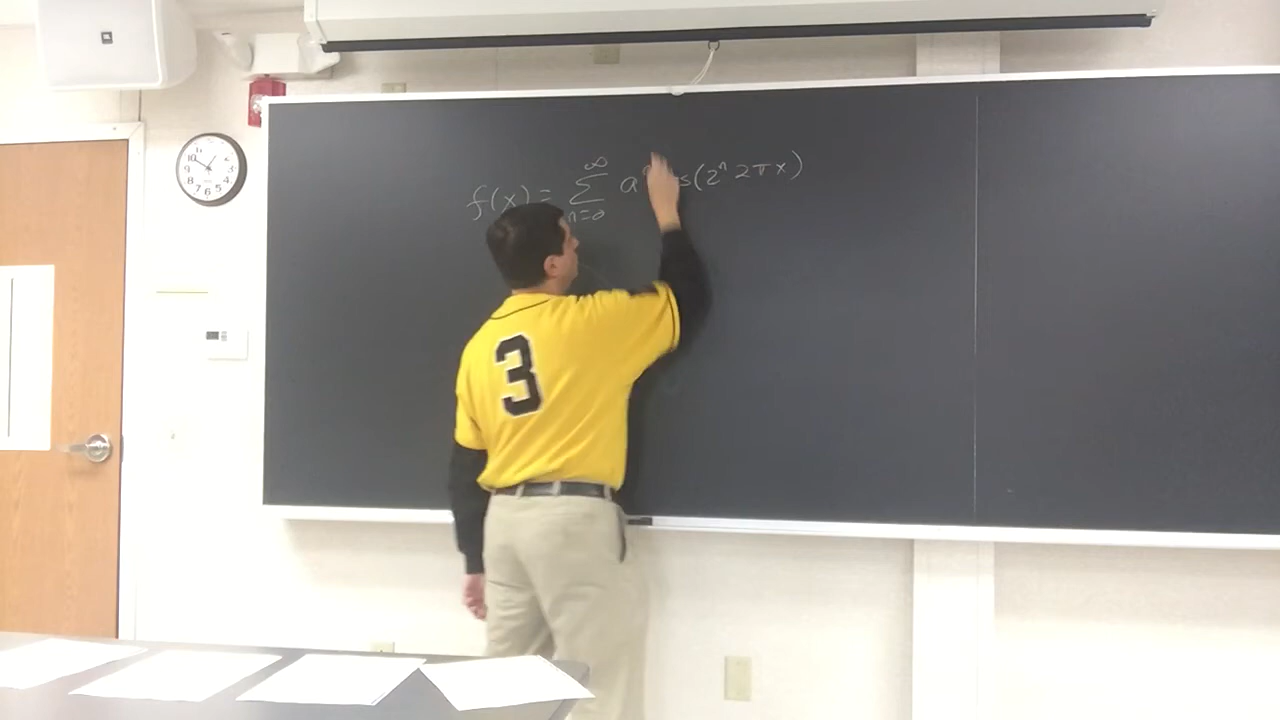 f(x) = ∑_{n=0}^{∞} a s(2ⁿ 2πx)
3